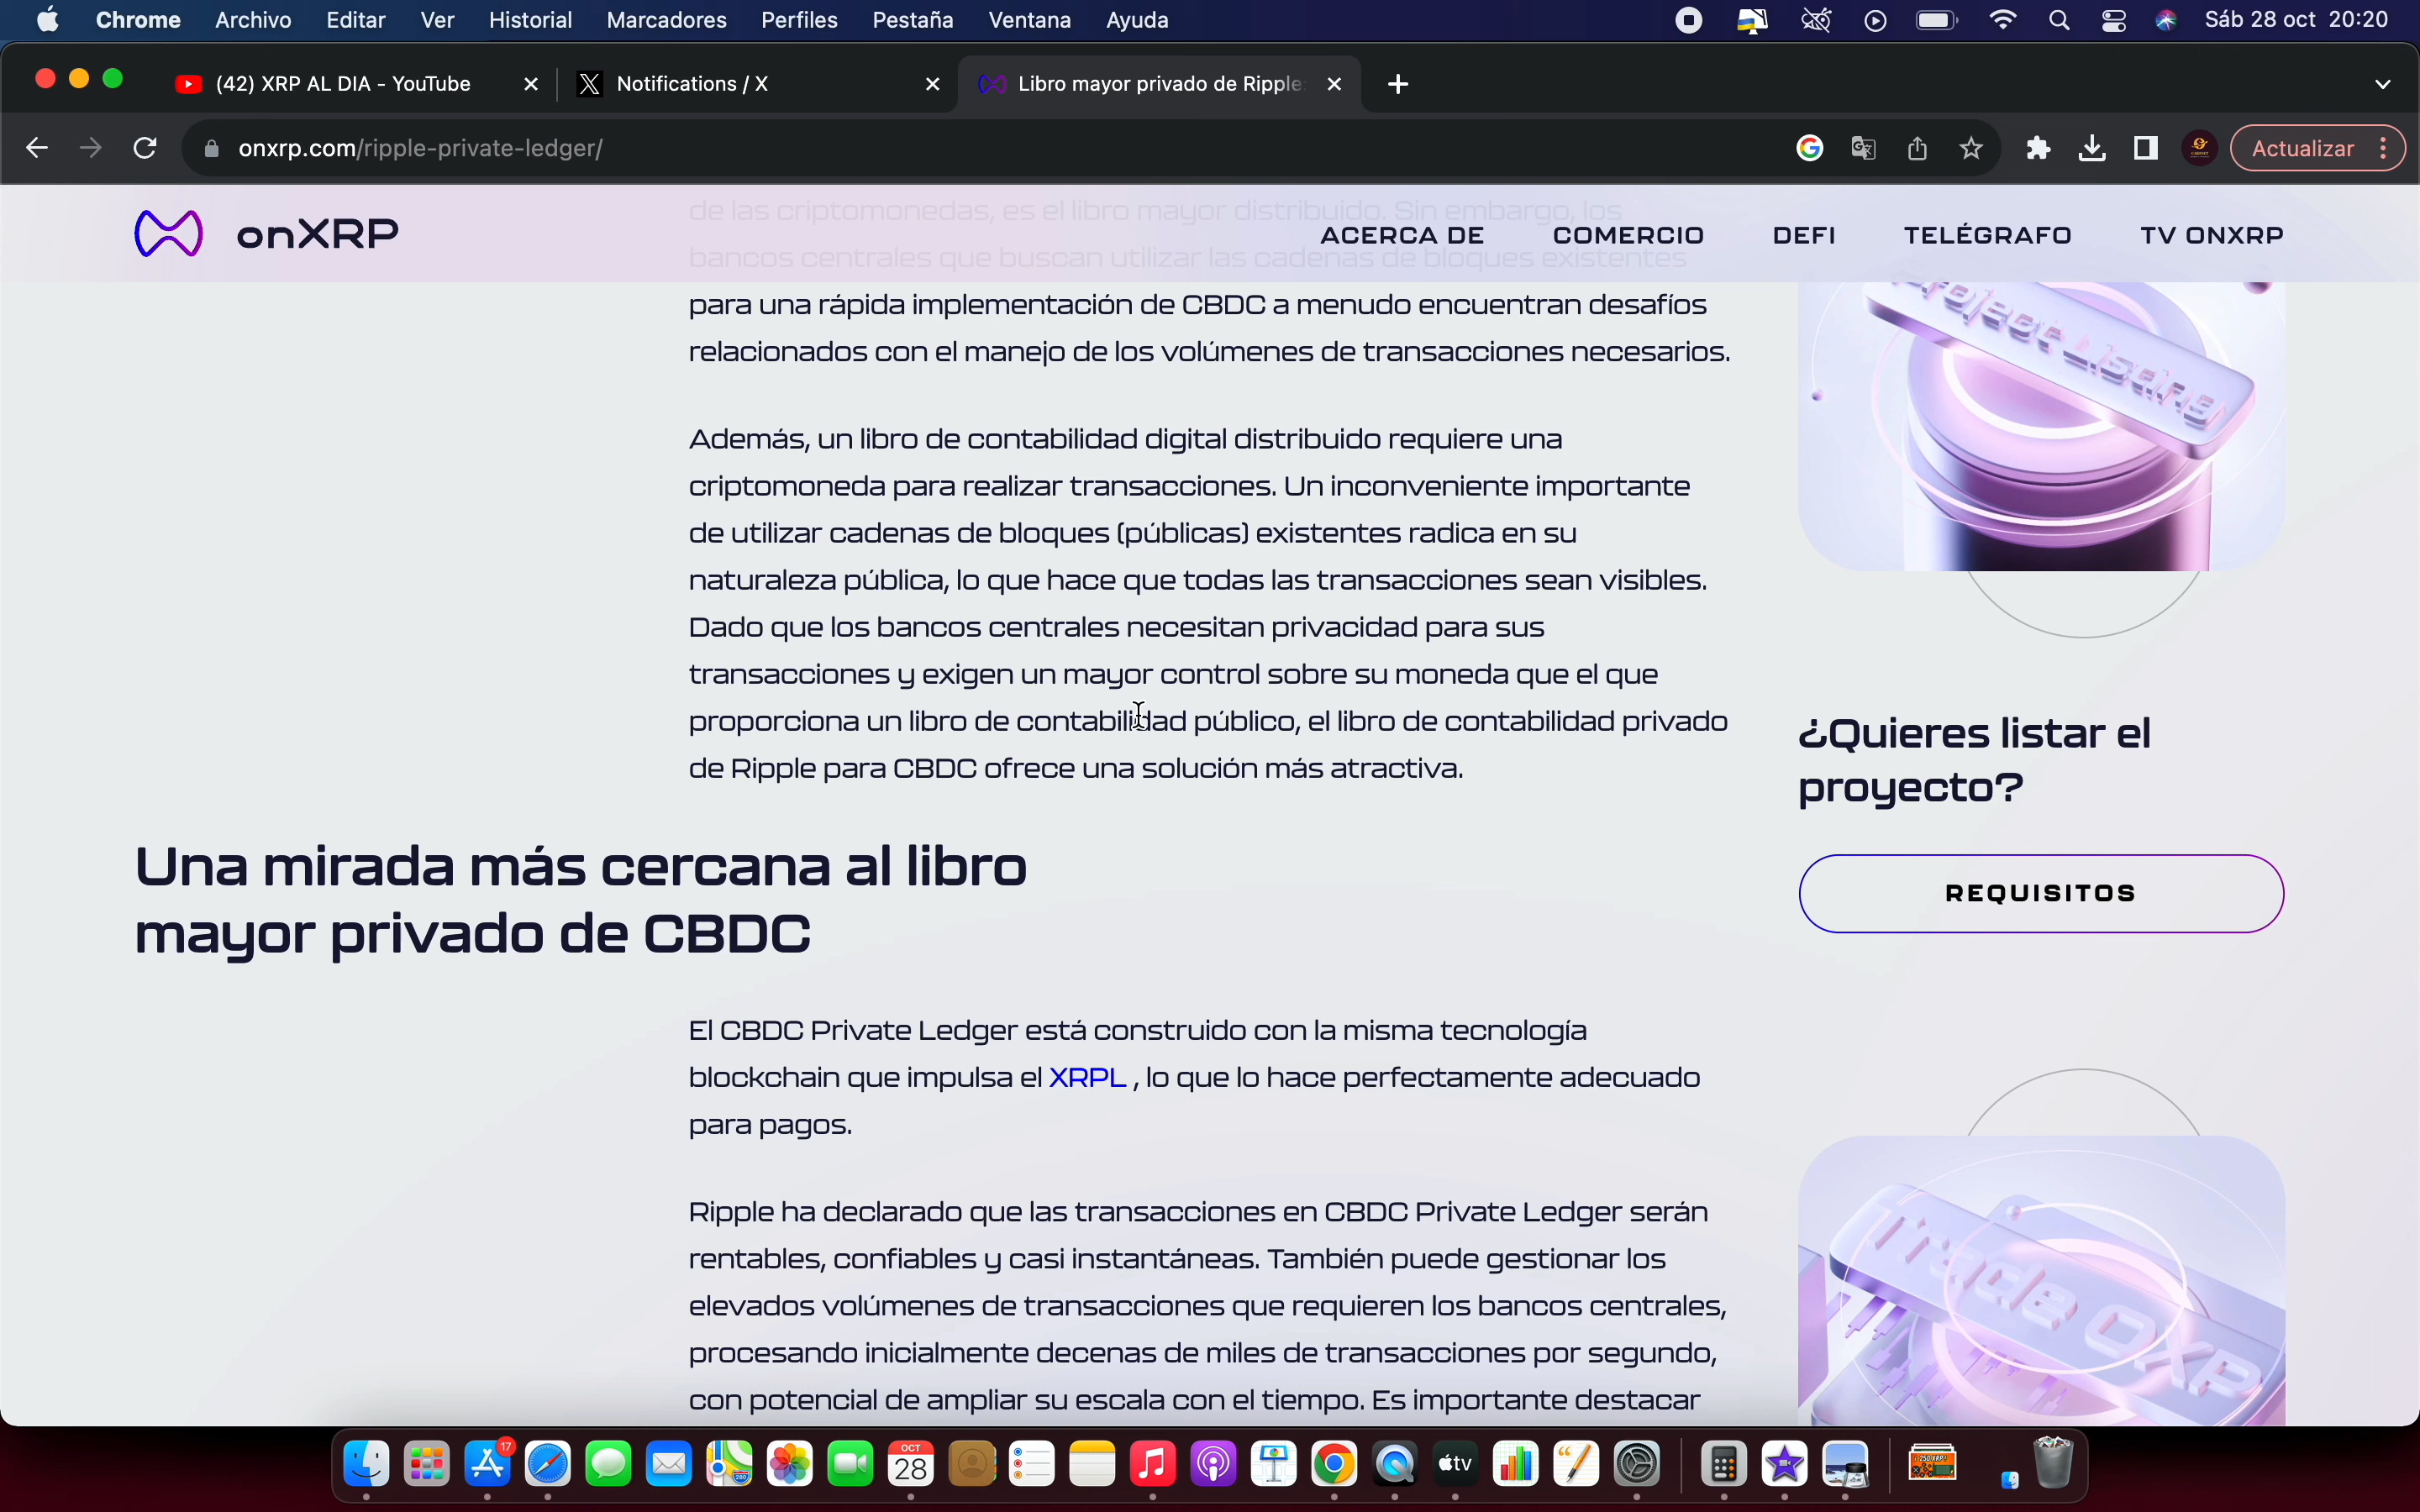 Chrome Archivo Editar Ver Historial Marcadores Perfiles Pestaña Ventana Ayuda Sáb 28 oct 20:20
(42) XRP AL DIA - YouTube Notifications / X Libro mayor privado de Ripple:
onxrp.com/ripple-private-ledger/ Actualizar
onXRP ACERCA DE COMERCIO DEFI TELÉGRAFO TV ONXRP
de las criptomonedas, es el libro mayor distribuido. Sin embargo, los
bancos centrales que buscan utilizar las cadenas de bloques existentes
para una rápida implementación de CBDC a menudo encuentran desafíos
relacionados con el manejo de los volúmenes de transacciones necesarios.
Además, un libro de contabilidad digital distribuido requiere una
criptomoneda para realizar transacciones. Un inconveniente importante
de utilizar cadenas de bloques (públicas) existentes radica en su
naturaleza pública, lo que hace que todas las transacciones sean visibles.
Dado que los bancos centrales necesitan privacidad para sus
transacciones y exigen un mayor control sobre su moneda que el que
proporciona un libro de contabilidad público, el libro de contabilidad privado
de Ripple para CBDC ofrece una solución más atractiva.
Una mirada más cercana al libro
mayor privado de CBDC
El CBDC Private Ledger está construido con la misma tecnología
blockchain que impulsa el XRPL , lo que lo hace perfectamente adecuado
para pagos.
Ripple ha declarado que las transacciones en CBDC Private Ledger serán
rentables, confiables y casi instantáneas. También puede gestionar los
elevados volúmenes de transacciones que requieren los bancos centrales,
procesando inicialmente decenas de miles de transacciones por segundo,
con potencial de ampliar su escala con el tiempo. Es importante destacar
Project Listing
¿Quieres listar el
proyecto?
REQUISITOS
Trade OXP
17
OCT
28
280
tv
250 XRP